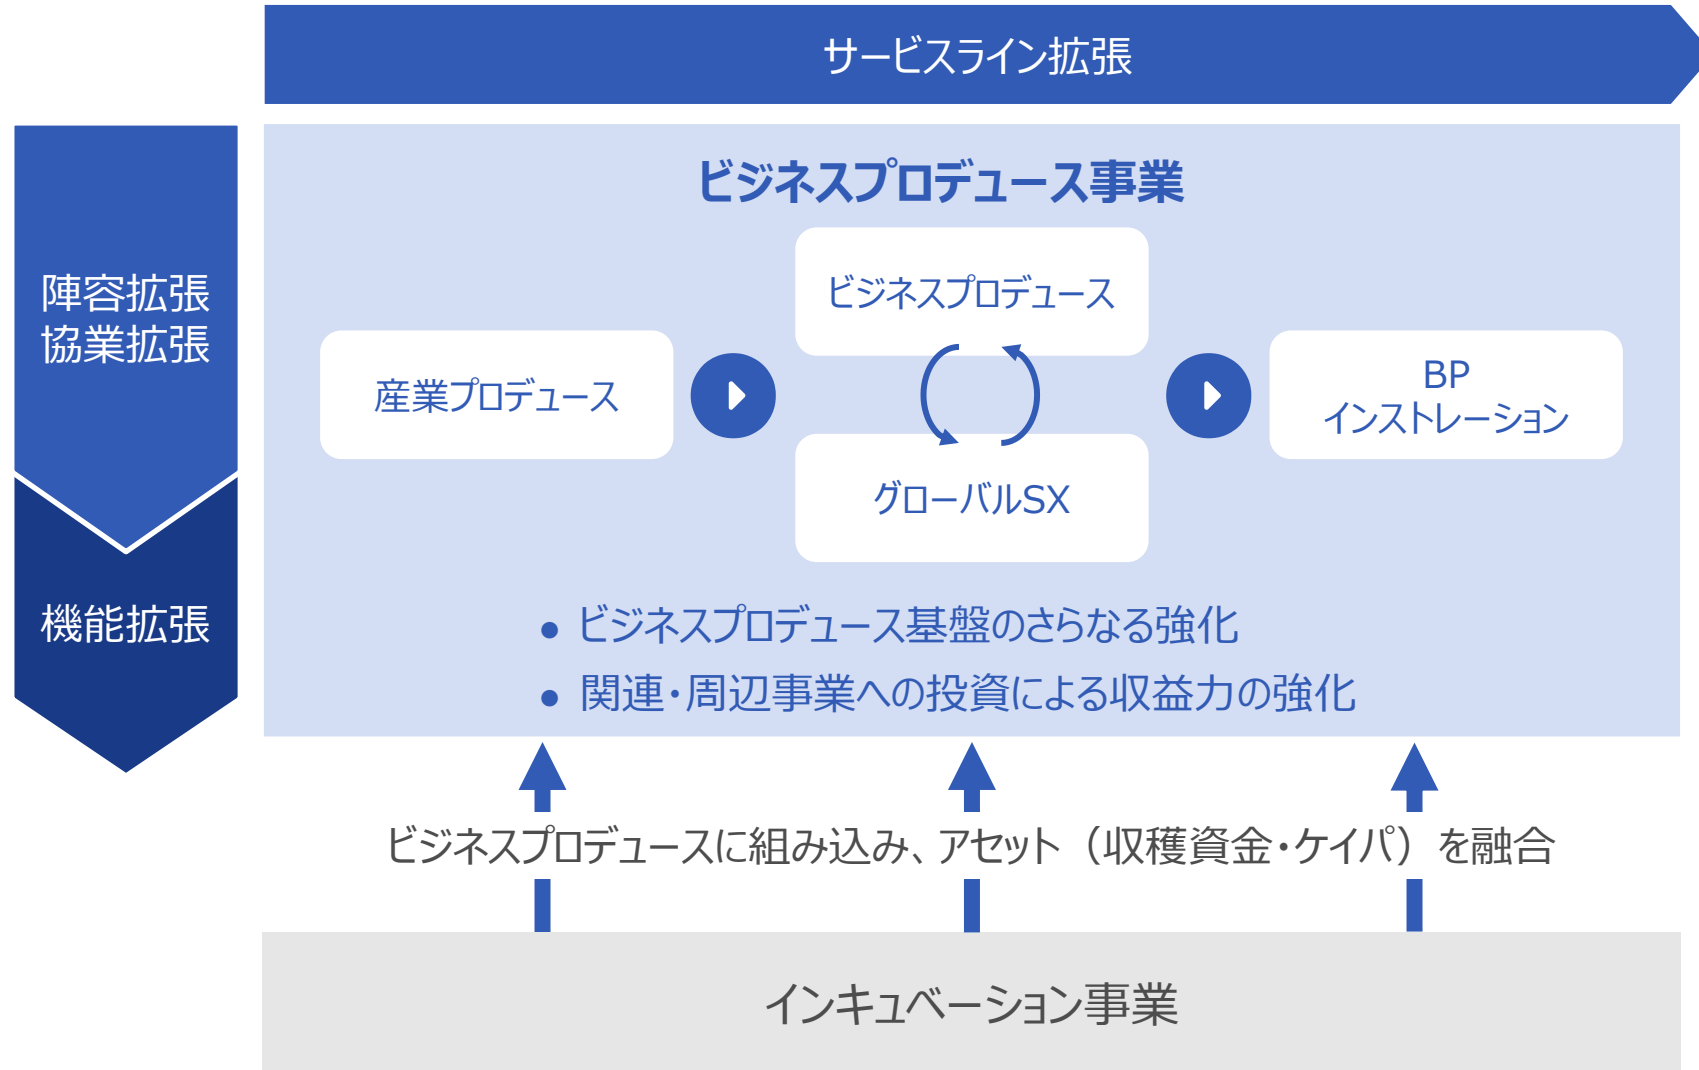 サービスライン拡張
陣容拡張
協業拡張
機能拡張
ビジネスプロデュース事業
産業プロデュース
ビジネスプロデュース
グローバルSX
BP
インストレーション
● ビジネスプロデュース基盤のさらなる強化
● 関連・周辺事業への投資による収益力の強化
ビジネスプロデュースに組み込み、アセット（収穫資金・ケイパ）を融合
インキュベーション事業